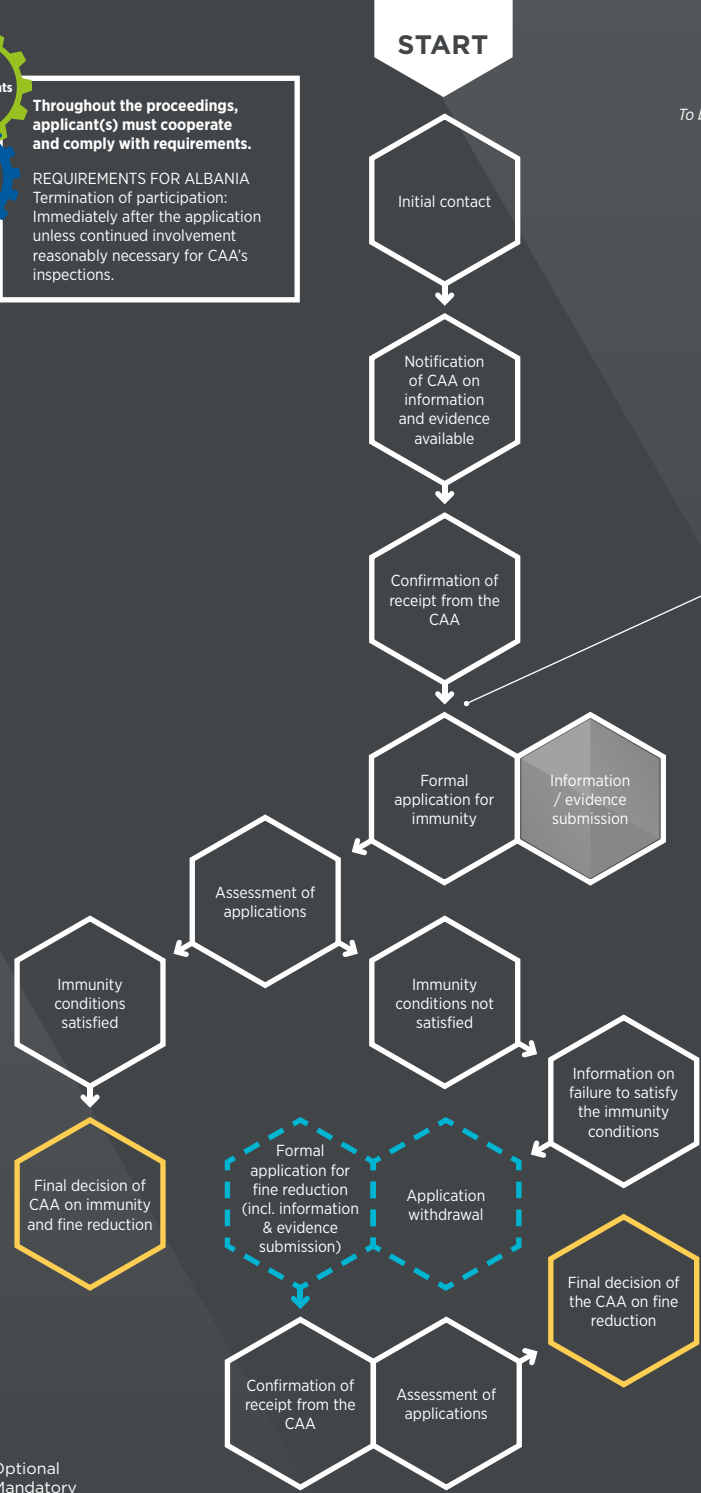 START
Throughout the proceedings,
applicant(s) must cooperate
and comply with requirements.
REQUIREMENTS FOR ALBANIA
Termination of participation:
Immediately after the application
unless continued involvement
reasonably necessary for CAA's
inspections.
To
Initial contact
Notification
of CAA on
information
and evidence
available
Confirmation of
receipt from the
CAA
Formal
application for
immunity
Information
/ evidence
submission
Assessment of
applications
Immunity
conditions
satisfied
Immunity
conditions not
satisfied
Information on
failure to satisfy
the immunity
conditions
Final decision of
CAA on immunity
and fine reduction
Formal
application for
fine reduction
(incl. information
& evidence
submission)
Application
withdrawal
Final decision of
the CAA on fine
reduction
Confirmation of
receipt from the
CAA
Assessment of
applications
Optional
Mandatory